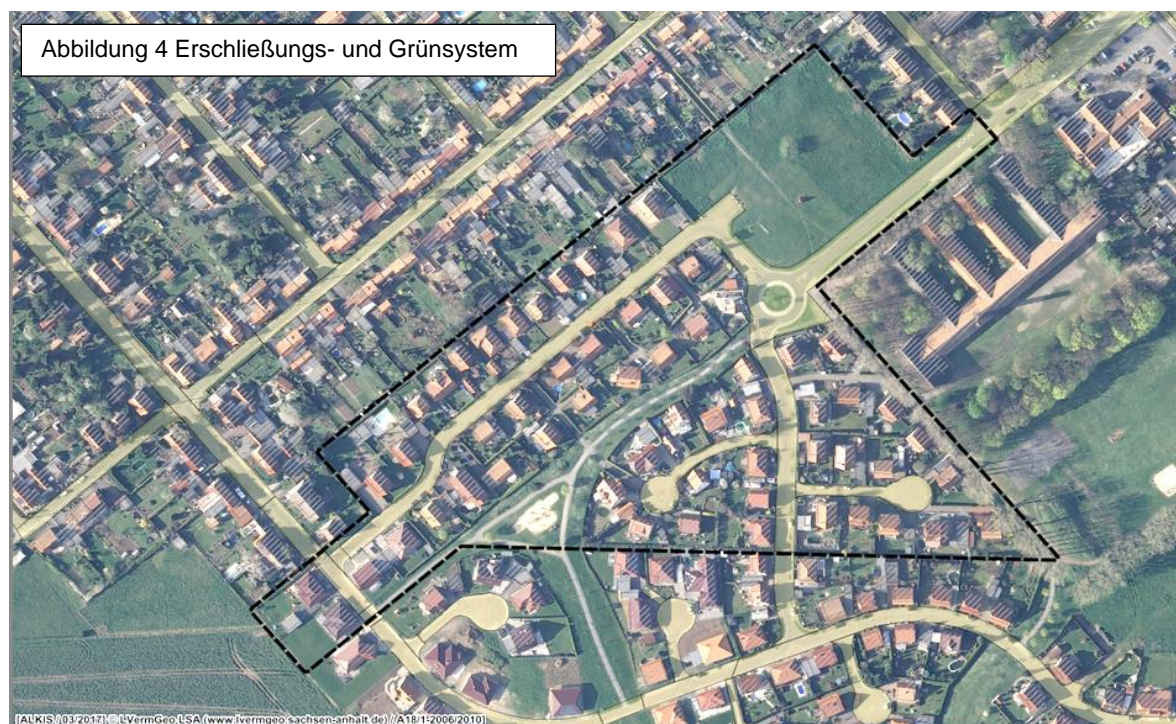 Abbildung 4 Erschließungs- und Grünsystem
[ALKIS / 03/2017] © LVermGeo LSA (www.lvermgeo.sachsen-anhalt.de) / A18/1-2006/2010]